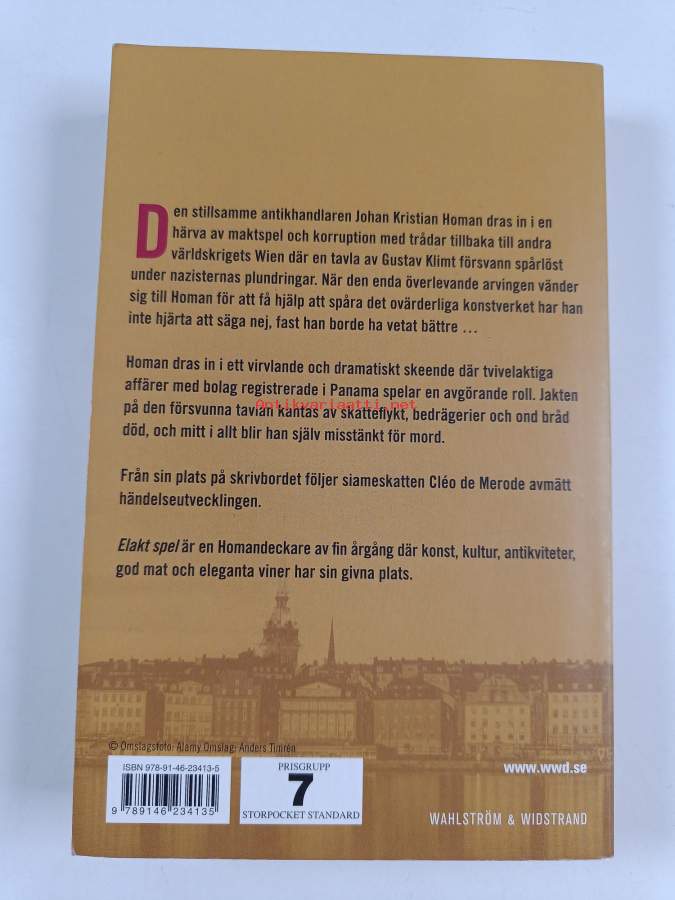 Den stillsamme antikhandlaren Johan Kristian Homan dras in i en
härva av maktspel och korruption med trådar tillbaka till andra
världskrigets Wien där en tavla av Gustav Klimt försvann spårlöst
under nazisternas plundringar. När den enda överlevande arvingen vänder
sig till Homan för att få hjälp att spåra det ovärderliga konstverket har han
inte hjärta att säga nej, fast han borde ha vetat bättre …
Homan dras in i ett virvlande och dramatiskt skeende där tvivelaktiga
affärer med bolag registrerade i Panama spelar en avgörande roll. Jakten
på den försvunna tavlan kantas av skatteflykt, bedrägerier och ond bråd
Antikvariaatti.net
död, och mitt i allt blir han själv misstänkt för mord.
Från sin plats på skrivbordet följer siameskatten Cléo de Merode avmätt
händelseutvecklingen.
Elakt spel är en Homandeckare av fin årgång där konst, kultur, antikviteter,
god mat och eleganta viner har sin givna plats.
© Omslagsfoto: Alamy Omslag: Anders Timrén
ISBN 978-91-46-23413-5
9 789146 234135
PRISGRUPP
7
STORPOCKET STANDARD
www.wwd.se
WAHLSTRÖM & WIDSTRAND